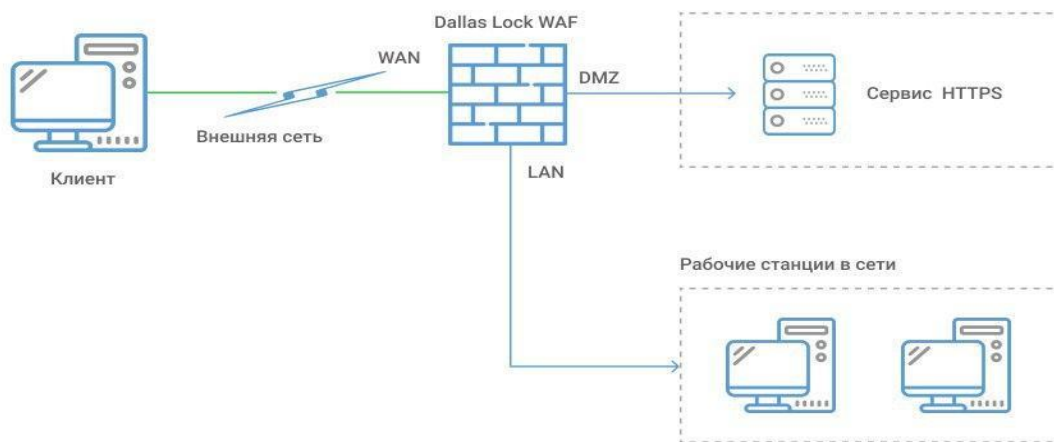 Dallas Lock WAF
WAN
DMZ
Сервис HTTPS
Внешняя сеть
Клиент
LAN
Рабочие станции в сети